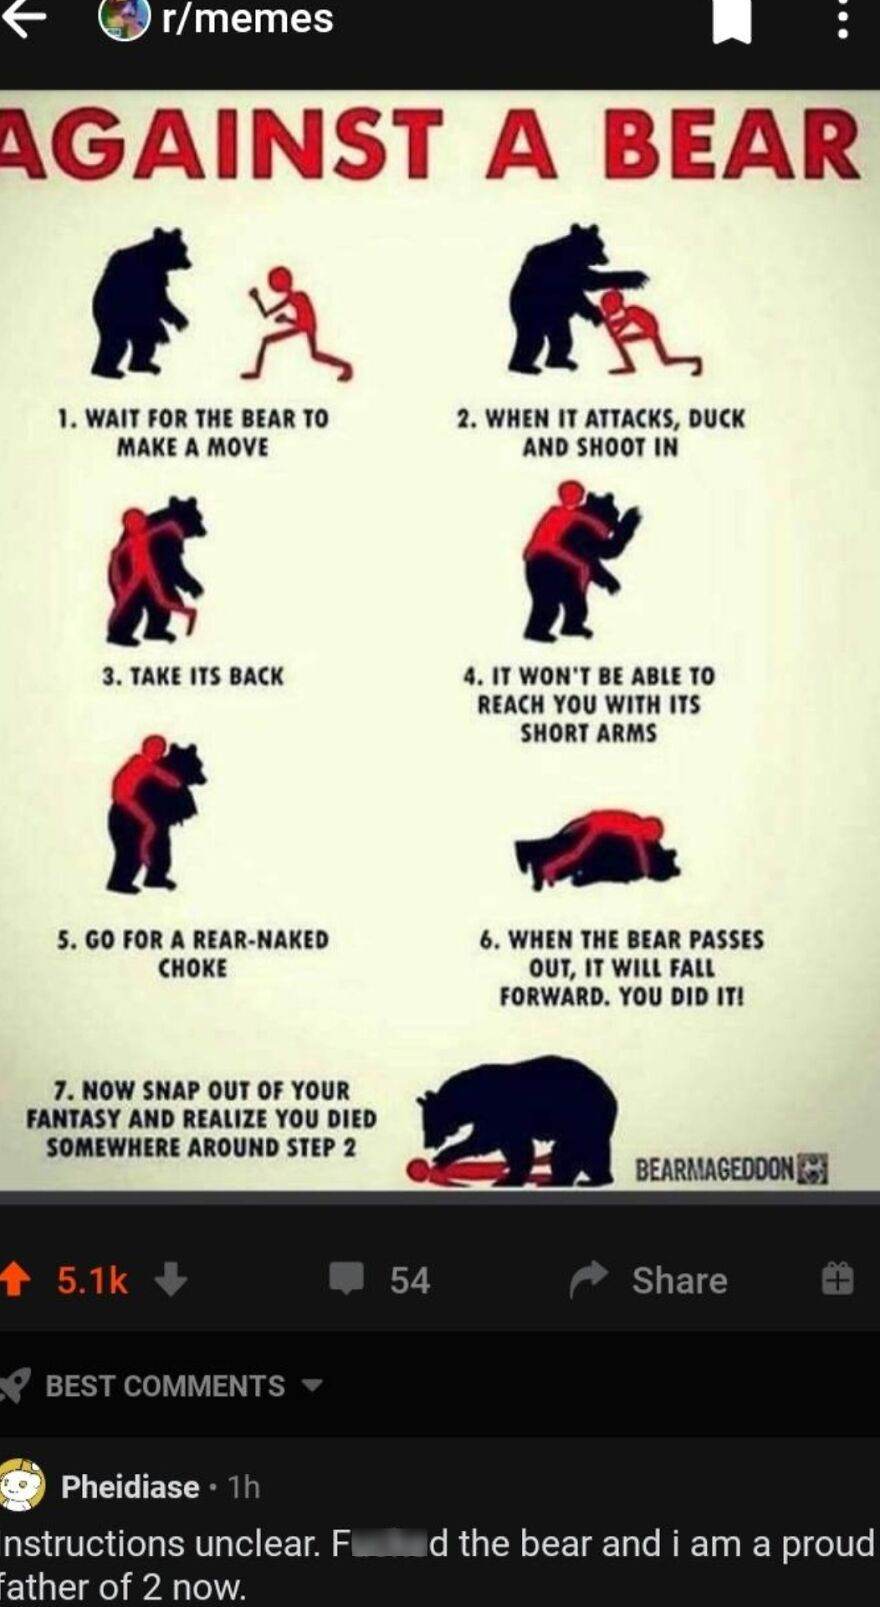 r/memes
AGAINST A BEAR
1. WAIT FOR THE BEAR TO
MAKE A MOVE
2. WHEN IT ATTACKS, DUCK
AND SHOOT IN
3. TAKE ITS BACK
4. IT WON'T BE ABLE TO
REACH YOU WITH ITS
SHORT ARMS
5. GO FOR A REAR-NAKED
CHOKE
6. WHEN THE BEAR PASSES
OUT, IT WILL FALL
FORWARD. YOU DID IT!
7. NOW SNAP OUT OF YOUR
FANTASY AND REALIZE YOU DIED
SOMEWHERE AROUND STEP 2
BEARMAGEDDON
5.1k
54
Share
BEST COMMENTS
Pheidiase • 1h
nstructions unclear. F d the bear and i am a proud
father of 2 now.